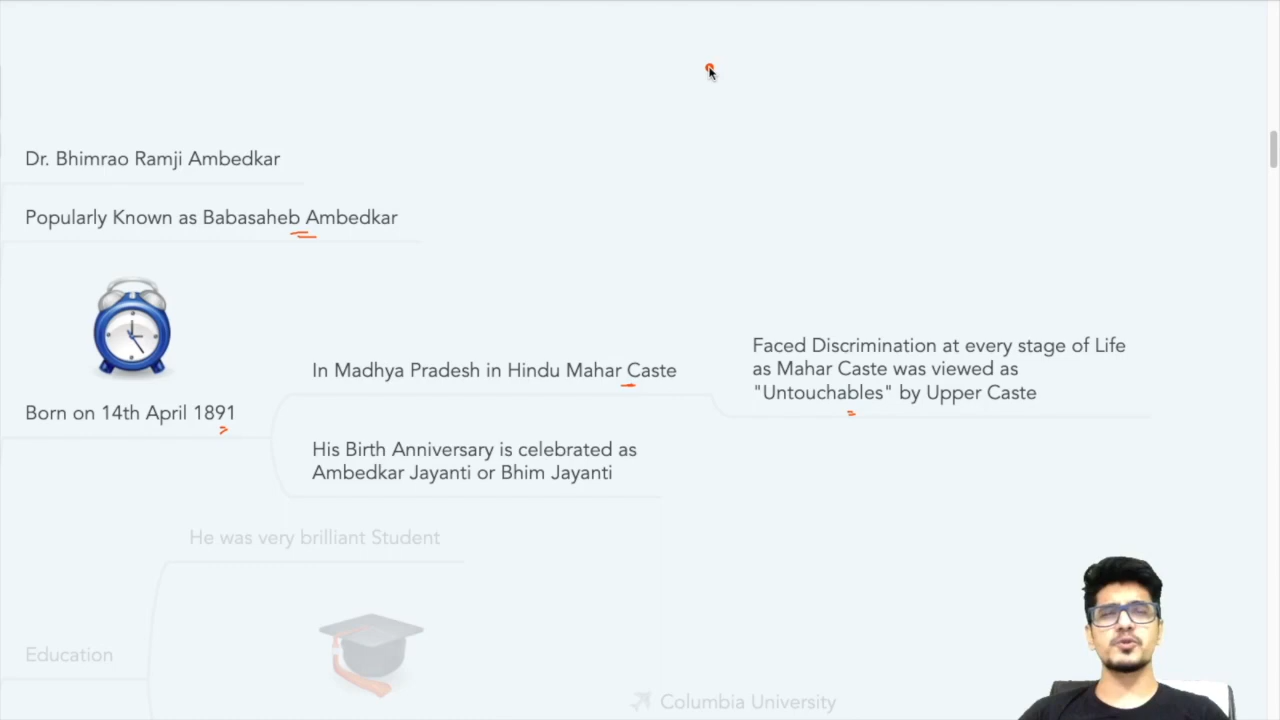 Dr. Bhimrao Ramji Ambedkar
Popularly Known as Babasaheb Ambedkar
Born on 14th April 1891
In Madhya Pradesh in Hindu Mahar Caste
Faced Discrimination at every stage of Life
as Mahar Caste was viewed as
"Untouchables" by Upper Caste
His Birth Anniversary is celebrated as
Ambedkar Jayanti or Bhim Jayanti
He was very brilliant Student
Education
Columbia University